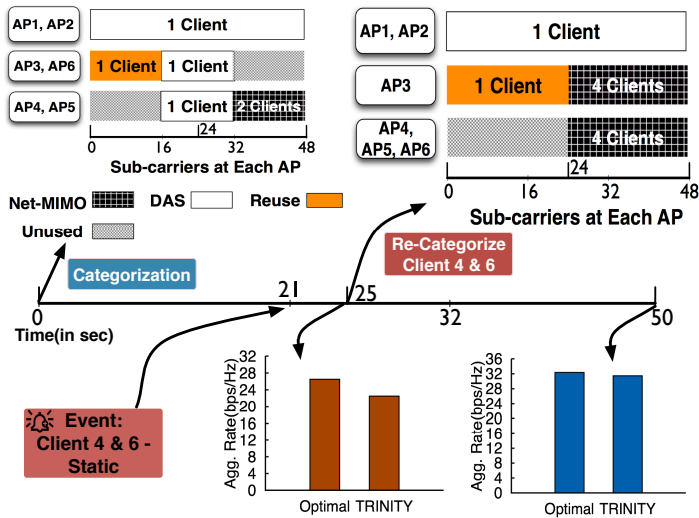 AP1, AP2
1 Client
AP3, AP6
1 Client
1 Client
AP4, AP5
1 Client
2 Clients
24
0
16
32
48
Sub-carriers at Each AP
Net-MIMO
DAS
Reuse
Unused
AP1, AP2
1 Client
AP3
1 Client
4 Clients
AP4,
AP5, AP6
4 Clients
24
0
16
32
48
Sub-carriers at Each AP
Categorization
Re-Categorize
Client 4 & 6
21
25
0
32
50
Time(in sec)
Event:
Client 4 & 6 -
Static
Agg. Rate(bps/Hz)
32
28
24
20
16
12
8
4
0
Optimal TRINITY
Agg. Rate(bps/Hz)
36
32
28
24
20
16
12
8
4
0
Optimal TRINITY